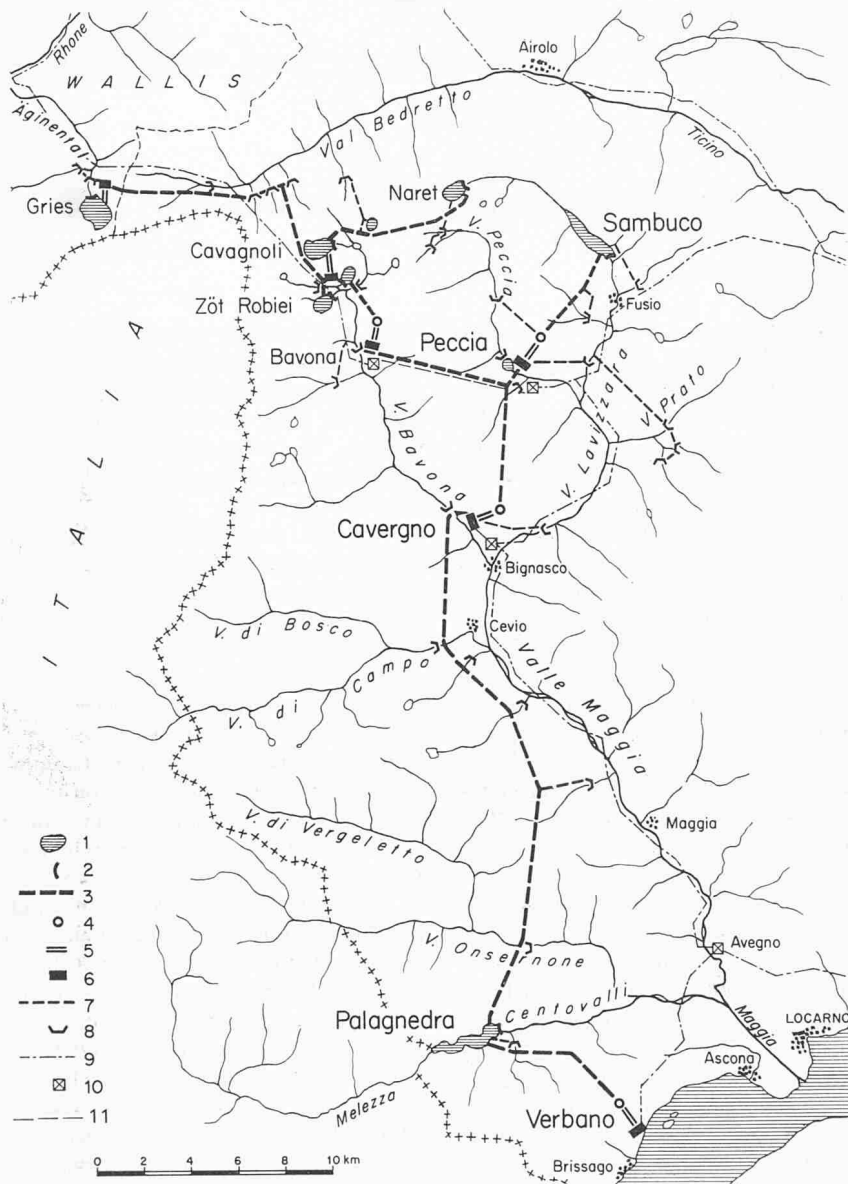 Airolo
Rhone
WALLIS
Äginental
Val Bedretto
Ticino
Gries
Naret
Sambuco
Cavagnoli
V. Peccia
Zöt Robiei
Fusio
Bavona
Peccia
V. Prato
V. Bavona
V. Lavizzara
ITALIA
Cavergno
Bignasco
V. di Bosco
Cevio
V. di Campo
Valle Maggia
V. di Vergeletto
Maggia
1
2
3
4
5
6
7
8
9
10
11
V. Onsernone
Avegno
Palagnedra
Centovalli
Maggia
LOCARNO
Ascona
Melezza
Verbano
Brissago
0 2 4 6 8 10 km